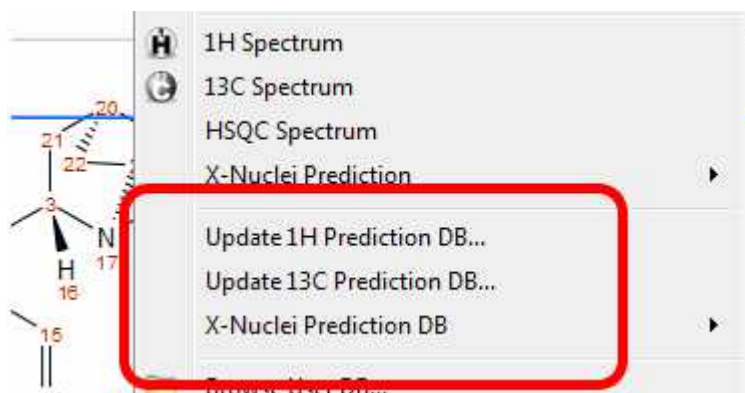 1H Spectrum
13C Spectrum
HSQC Spectrum
X-Nuclei Prediction
Update 1H Prediction DB...
Update 13C Prediction DB...
X-Nuclei Prediction DB
20
21
22
3
N
17
H
16
15